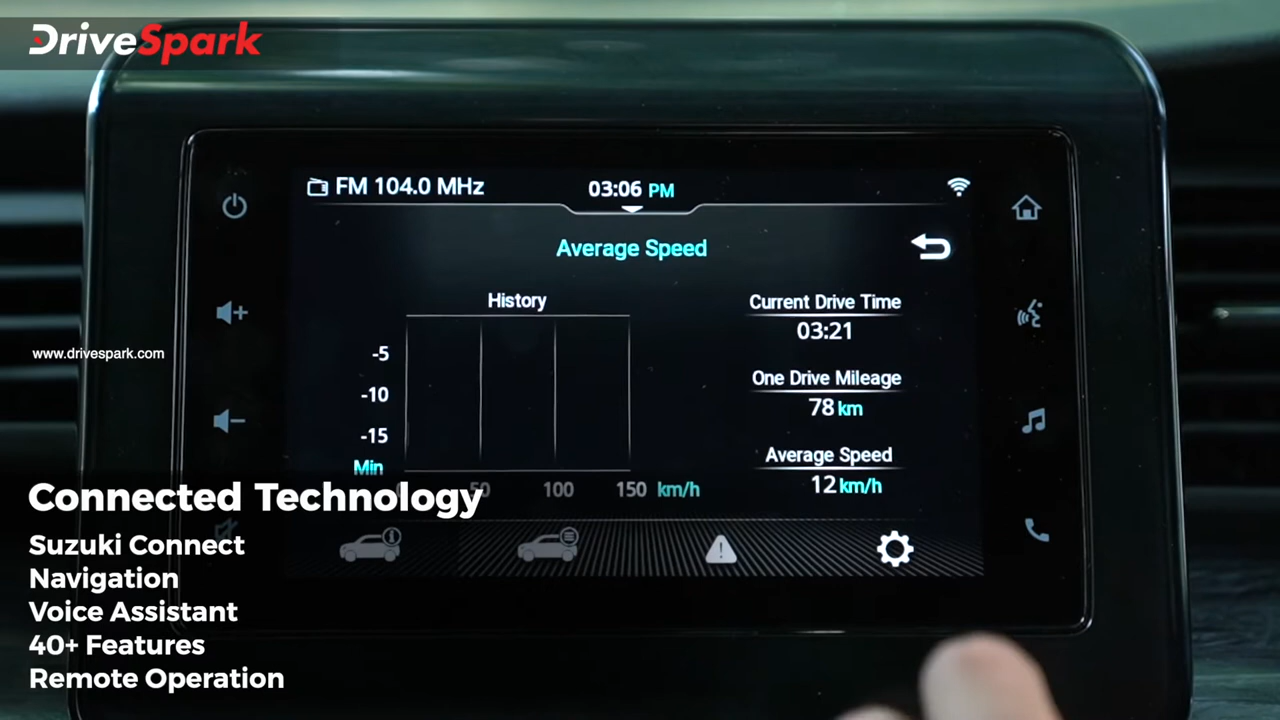 DriveSpark
FM 104.0 MHz
03:06 PM
Average Speed
History
-5
-10
-15
Min
50
100
150 km/h
Current Drive Time
03:21
One Drive Mileage
78 km
Average Speed
12 km/h
www.drivespark.com
Connected Technology
Suzuki Connect
Navigation
Voice Assistant
40+ Features
Remote Operation